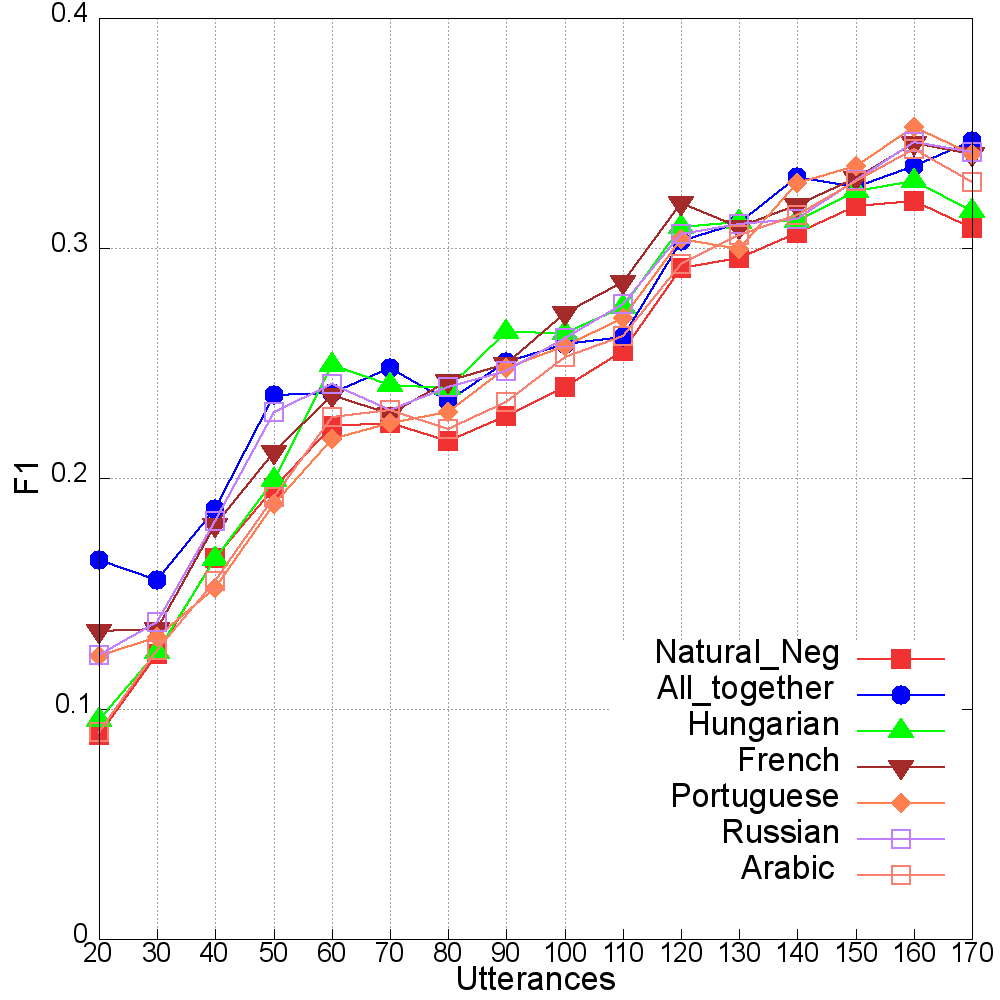 0.4
0.3
0.2
0.1
0
F1
Natural_Neg
All_together
Hungarian
French
Portuguese
Russian
Arabic
20 30 40 50 60 70 80 90 100 110 120 130 140 150 160 170
Utterances